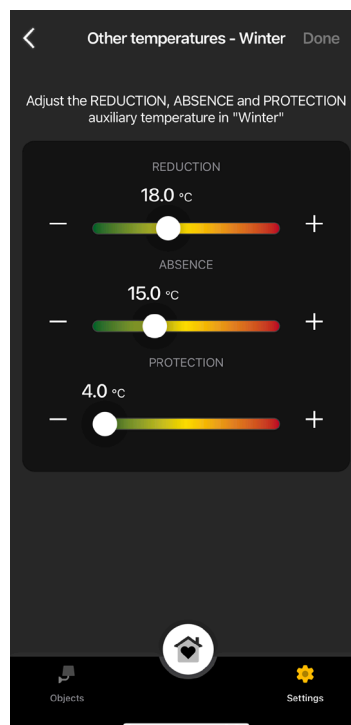 Other temperatures - Winter Done
Adjust the REDUCTION, ABSENCE and PROTECTION
auxiliary temperature in "Winter"
REDUCTION
18.0 °C
− +
ABSENCE
15.0 °C
− +
PROTECTION
4.0 °C
− +
Objects Settings